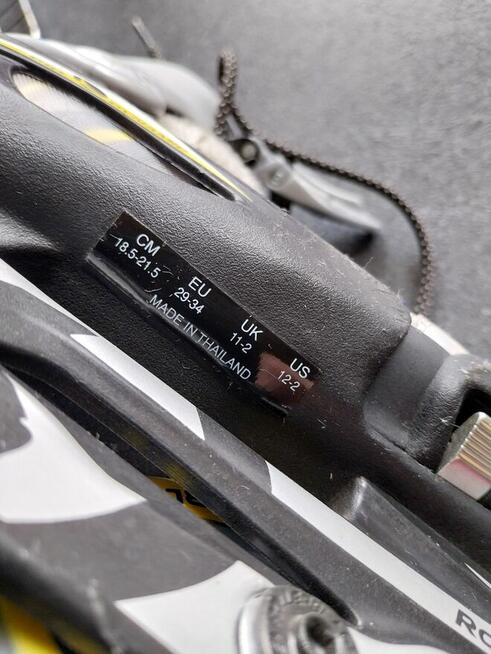 CM EU UK US
18.5-21.5 29-34 11-2 12-2
MADE IN THAILAND